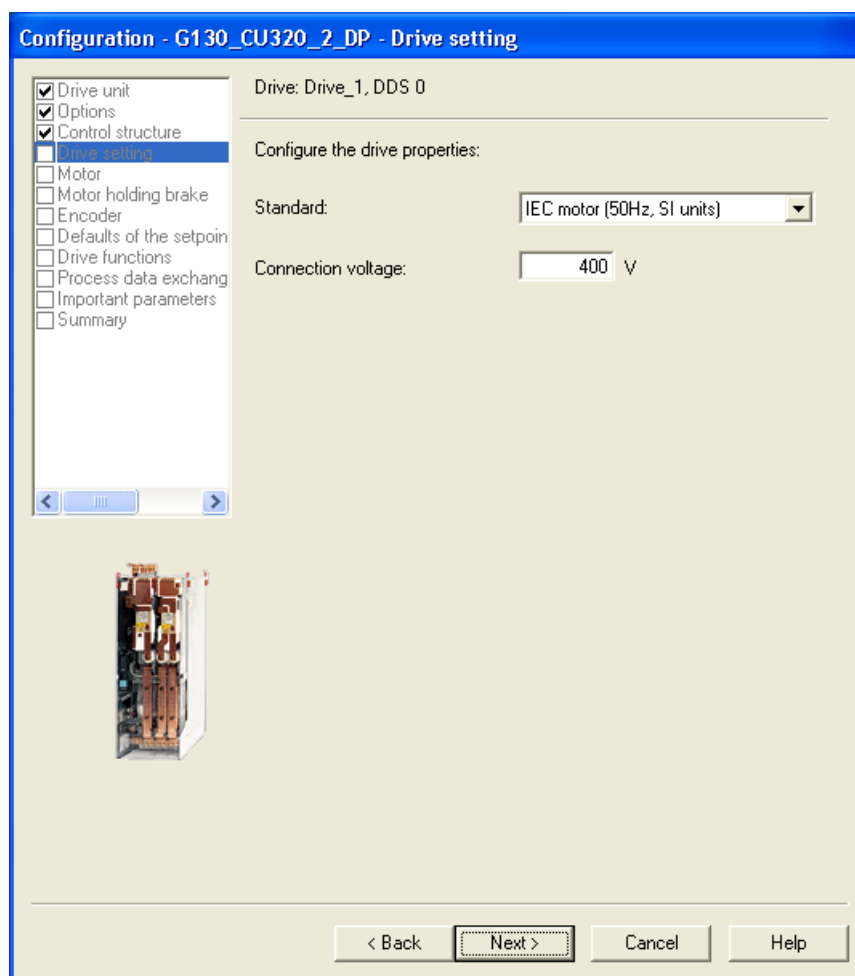 Configuration - G130_CU320_2_DP - Drive setting
Drive unit
Options
Control structure
Drive setting
Motor
Motor holding brake
Encoder
Defaults of the setpoin
Drive functions
Process data exchang
Important parameters
Summary
Drive: Drive_1, DDS 0
Configure the drive properties:
Standard: IEC motor (50Hz, SI units)
Connection voltage: 400 V
< Back Next > Cancel Help